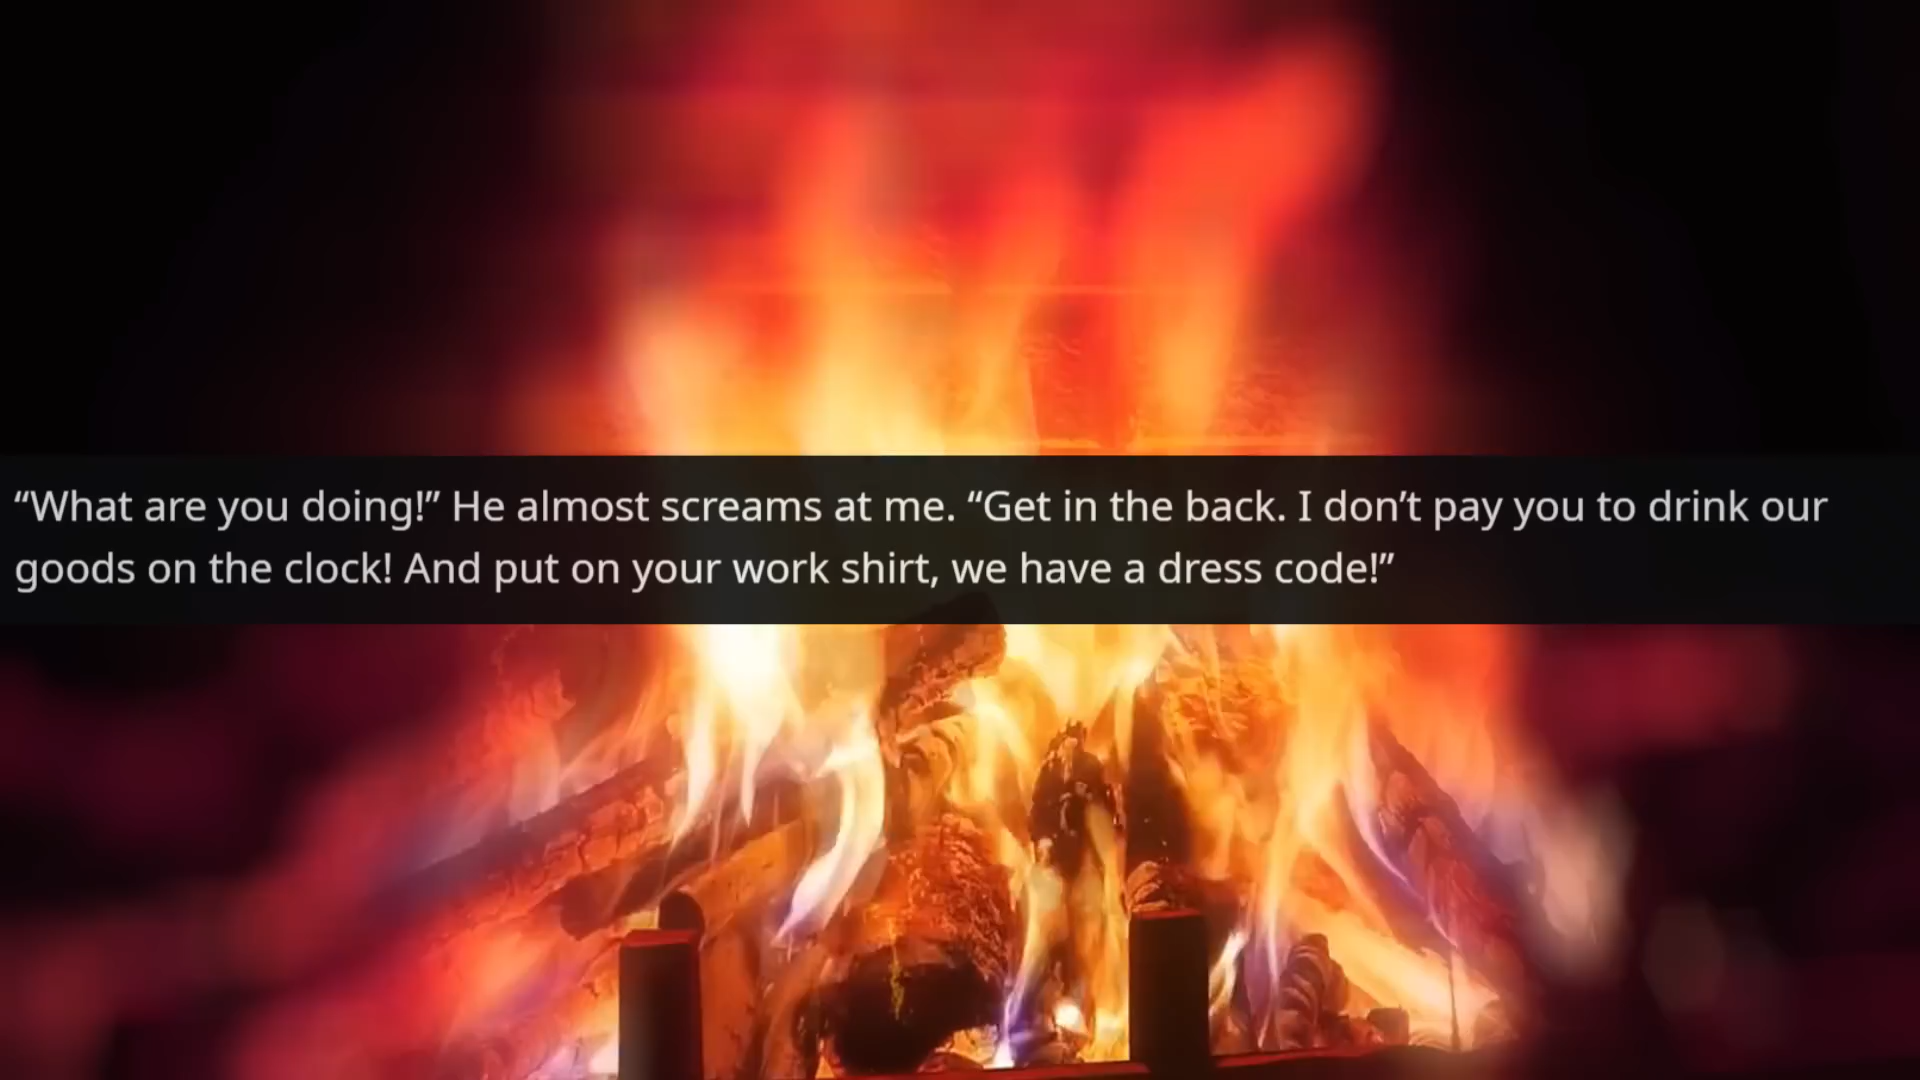 “What are you doing!” He almost screams at me. “Get in the back. I don’t pay you to drink our
goods on the clock! And put on your work shirt, we have a dress code!”